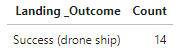 Landing _Outcome Count
Success (drone ship) 14